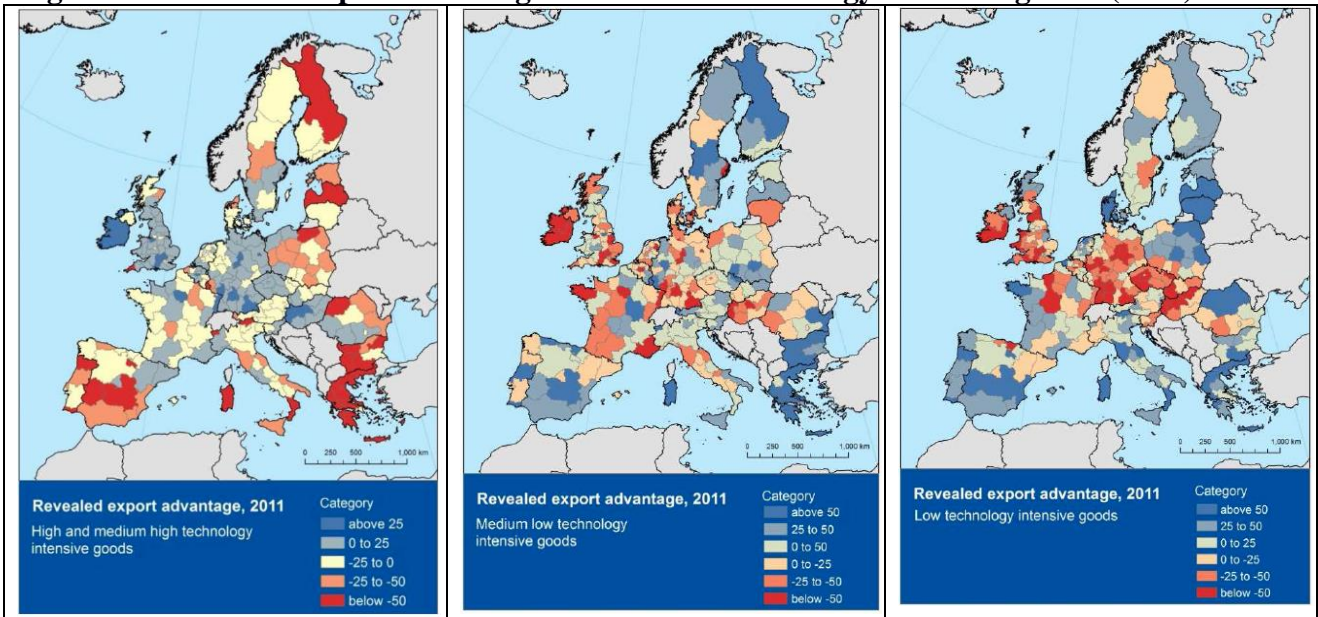 0 250 500 1,000 km
Revealed export advantage, 2011
High and medium high technology
intensive goods
Category
above 25
0 to 25
-25 to 0
-25 to -50
below -50
0 250 500 1,000 km
Revealed export advantage, 2011
Medium low technology
intensive goods
Category
above 50
25 to 50
0 to 50
0 to -25
-25 to -50
below -50
0 250 500 1,000 km
Revealed export advantage, 2011
Low technology intensive goods
Category
above 50
25 to 50
0 to 25
0 to -25
-25 to -50
below -50